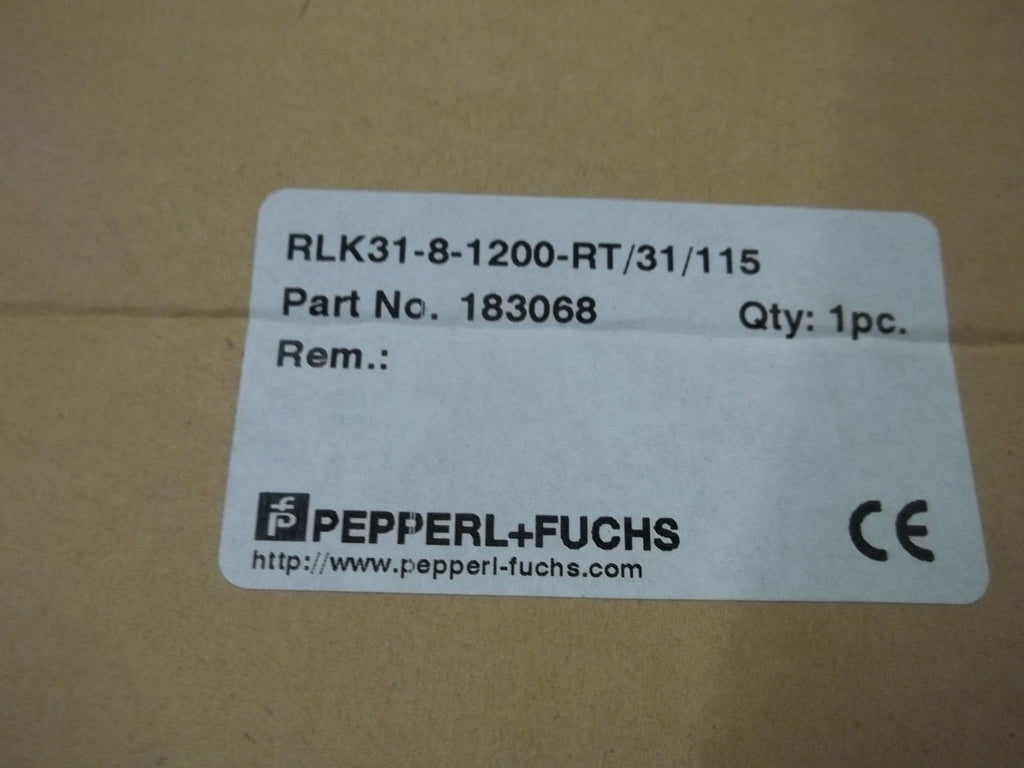 RLK31-8-1200-RT/31/115
Part No. 183068 Qty: 1pc.
Rem.:
PEPPERL+FUCHS
http://www.pepperl-fuchs.com
CE